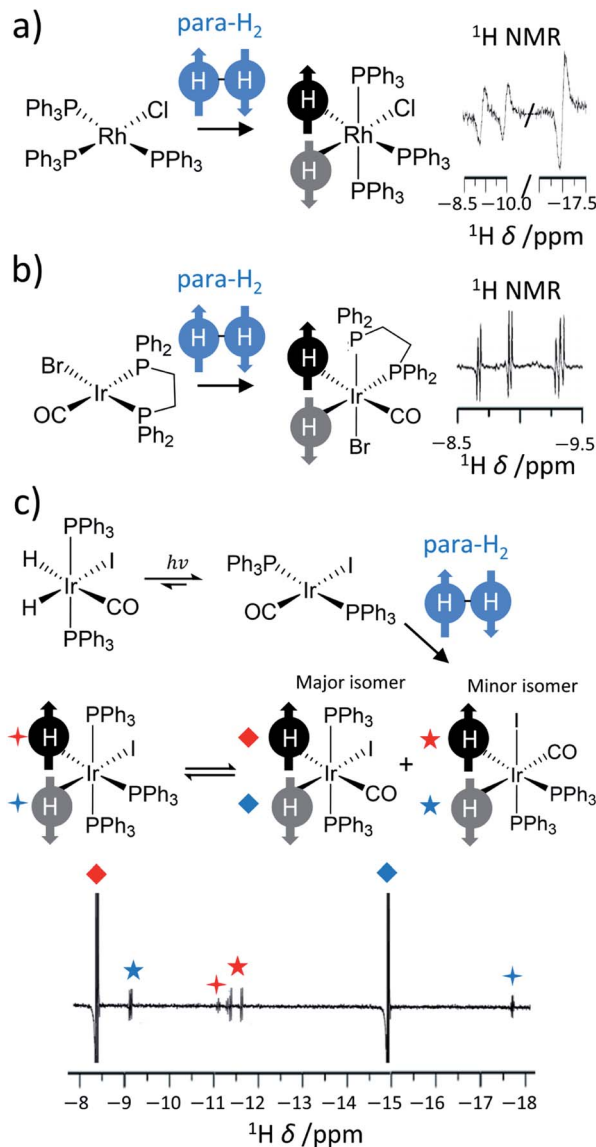 a)
para-H2
H H
1H NMR
Ph3P
Cl
Rh
Ph3P
PPh3
PPh3
H
Cl
Rh
H
PPh3
PPh3
−8.5 −10.0 −17.5
1H δ /ppm
b)
para-H2
H H
1H NMR
Ph2
Br
P
Ir
OC
P
Ph2
Ph2
P
H
P
Ph2
Ir
H
CO
Br
−8.5 −9.5
1H δ /ppm
c)
PPh3
H
I
Ir
H
CO
PPh3
hν
Ph3P
I
Ir
OC
PPh3
para-H2
H H
Major isomer Minor isomer
PPh3
H
I
Ir
H
PPh3
PPh3
PPh3
H
I
Ir
H
CO
PPh3
+
I
H
CO
Ir
H
PPh3
PPh3
−8 −9 −10 −11 −12 −13 −14 −15 −16 −17 −18
1H δ /ppm